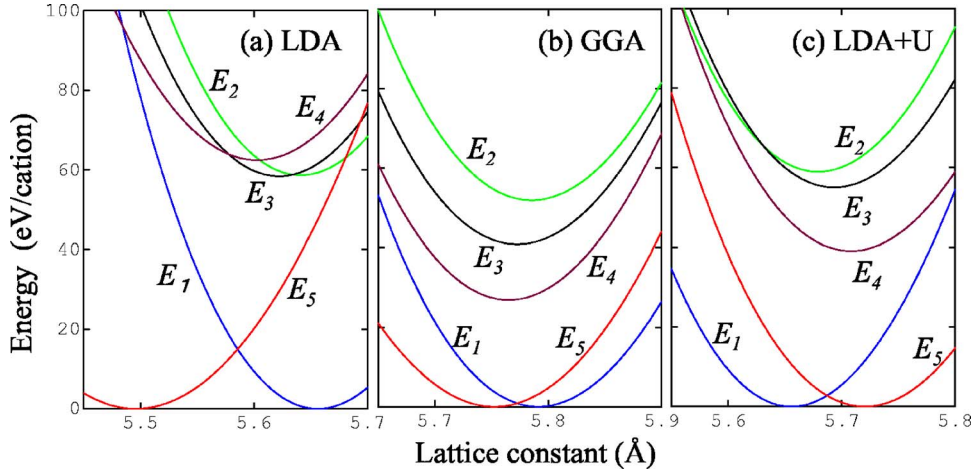 (a) LDA
(b) GGA
(c) LDA+U
100
80
60
40
20
0
Energy (eV/cation)
E2
E4
E3
E1
E5
E2
E3
E4
E1
E5
E2
E3
E4
E1
E5
5.5
5.6
5.7
5.7
5.8
5.9
5.6
5.7
5.8
Lattice constant (Å)